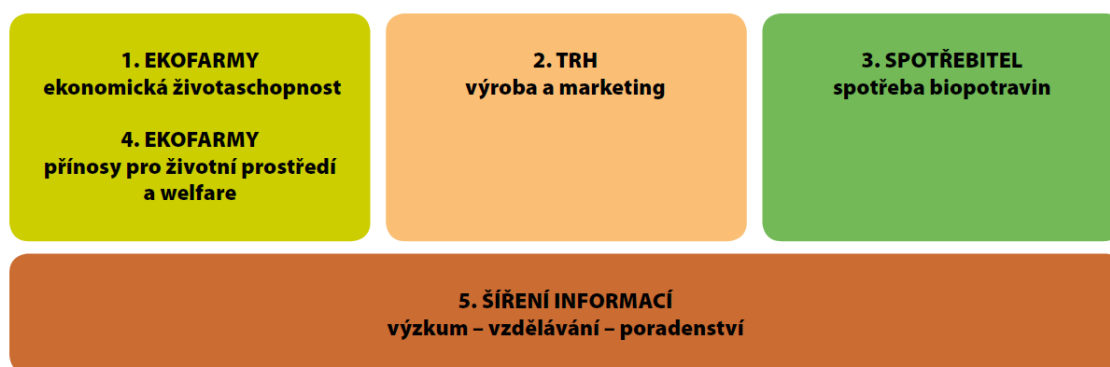 1. EKOFARMY
ekonomická životaschopnost
4. EKOFARMY
přínosy pro životní prostředí
a welfare
2. TRH
výroba a marketing
3. SPOTŘEBITEL
spotřeba biopotravin
5. ŠÍŘENÍ INFORMACÍ
výzkum – vzdělávání – poradenství